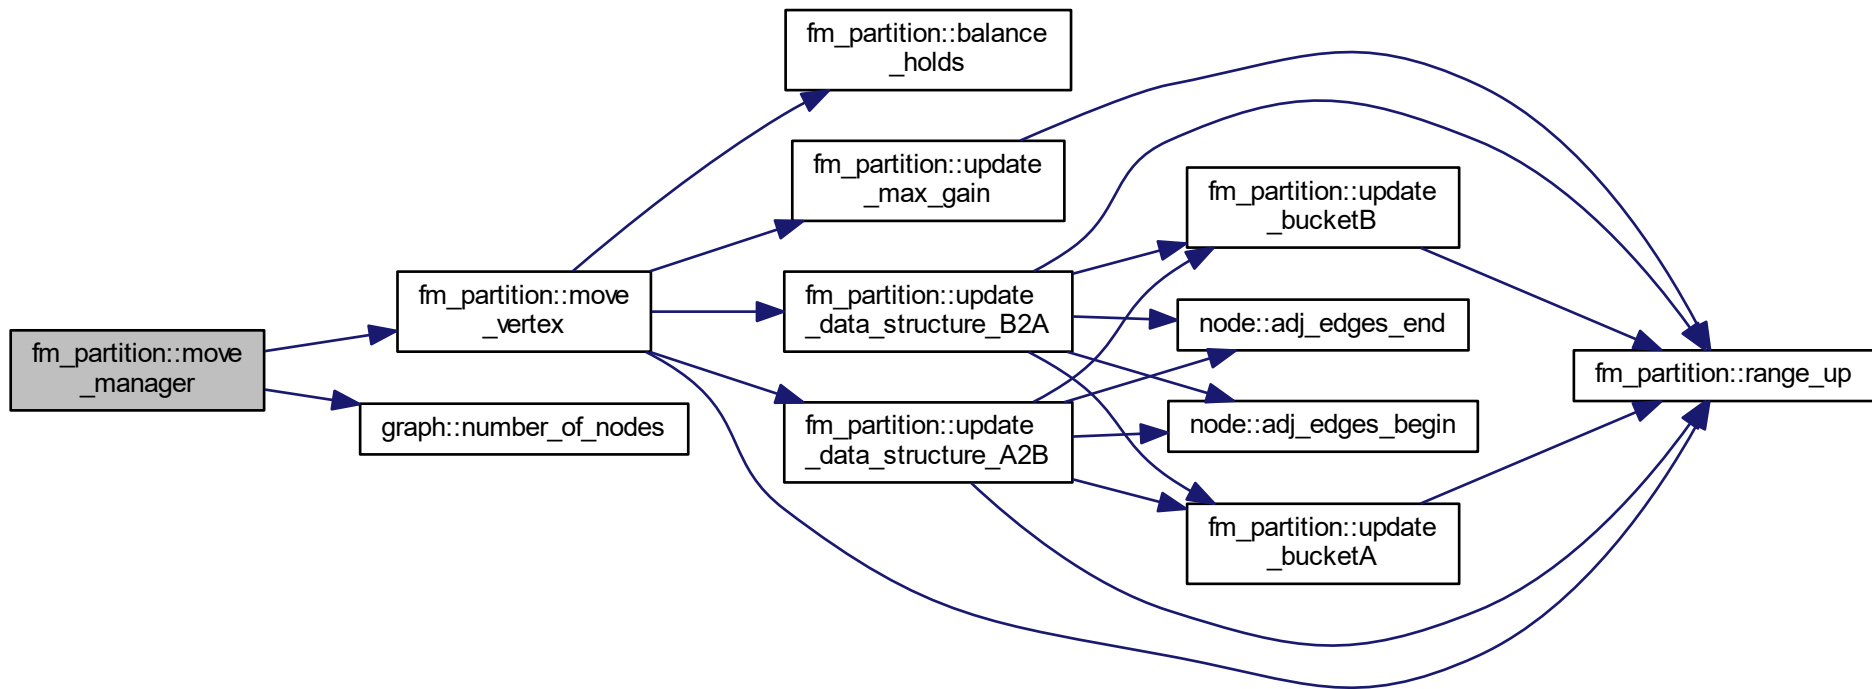 fm_partition::move
_manager
fm_partition::move
_vertex
graph::number_of_nodes
fm_partition::balance
_holds
fm_partition::update
_max_gain
fm_partition::update
_data_structure_B2A
fm_partition::update
_data_structure_A2B
fm_partition::update
_bucketB
node::adj_edges_end
node::adj_edges_begin
fm_partition::update
_bucketA
fm_partition::range_up